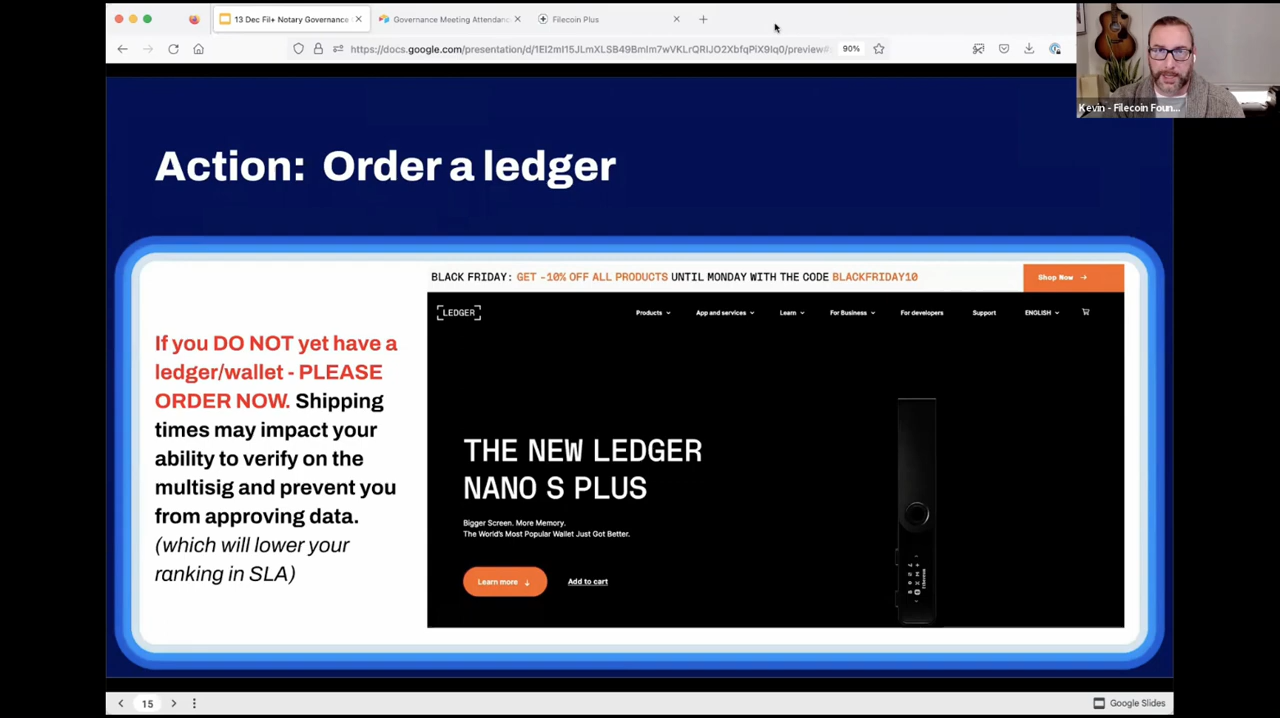 13 Dec Fil+ Notary Governance
Governance Meeting Attendanc
Filecoin Plus
90%
Kevin - Filecoin Foun...
Action: Order a ledger
BLACK FRIDAY: GET -10% OFF ALL PRODUCTS UNTIL MONDAY WITH THE CODE BLACKFRIDAY10
Shop Now →
LEDGER
Products
App and services
Learn
For Business
For developers
Support
ENGLISH
If you DO NOT yet have a
ledger/wallet - PLEASE
ORDER NOW. Shipping
times may impact your
ability to verify on the
multisig and prevent you
from approving data.
(which will lower your
ranking in SLA)
THE NEW LEDGER
NANO S PLUS
Bigger Screen. More Memory.
The World's Most Popular Wallet Just Got Better.
Learn more ↓
Add to cart
15
Google Slides